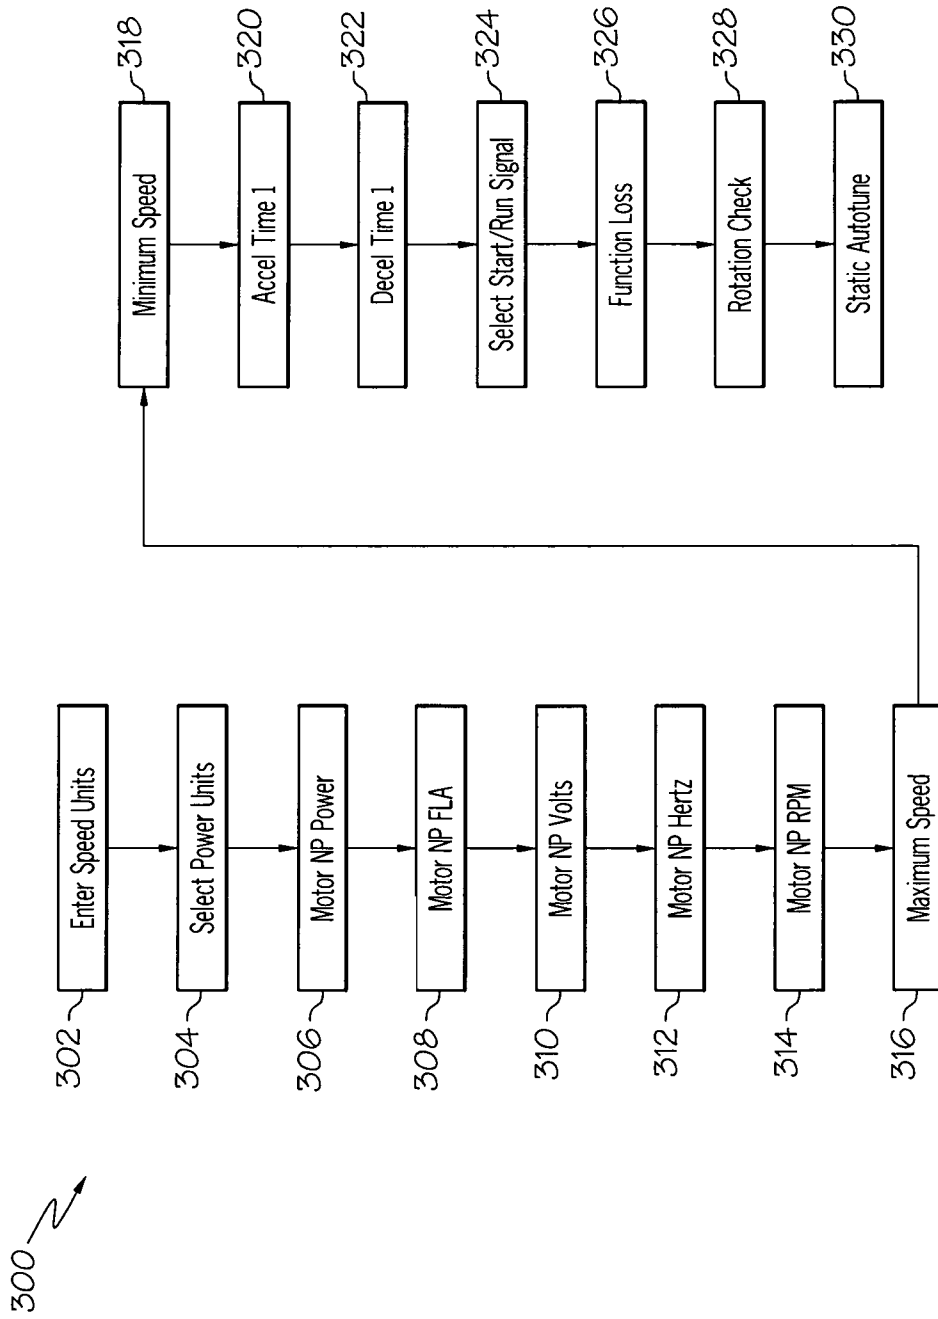 300
302
Enter Speed Units
304
Select Power Units
306
Motor NP Power
308
Motor NP FLA
310
Motor NP Volts
312
Motor NP Hertz
314
Motor NP RPM
316
Maximum Speed
318
Minimum Speed
320
Accel Time 1
322
Decel Time 1
324
Select Start/Run Signal
326
Function Loss
328
Rotation Check
330
Static Autotune